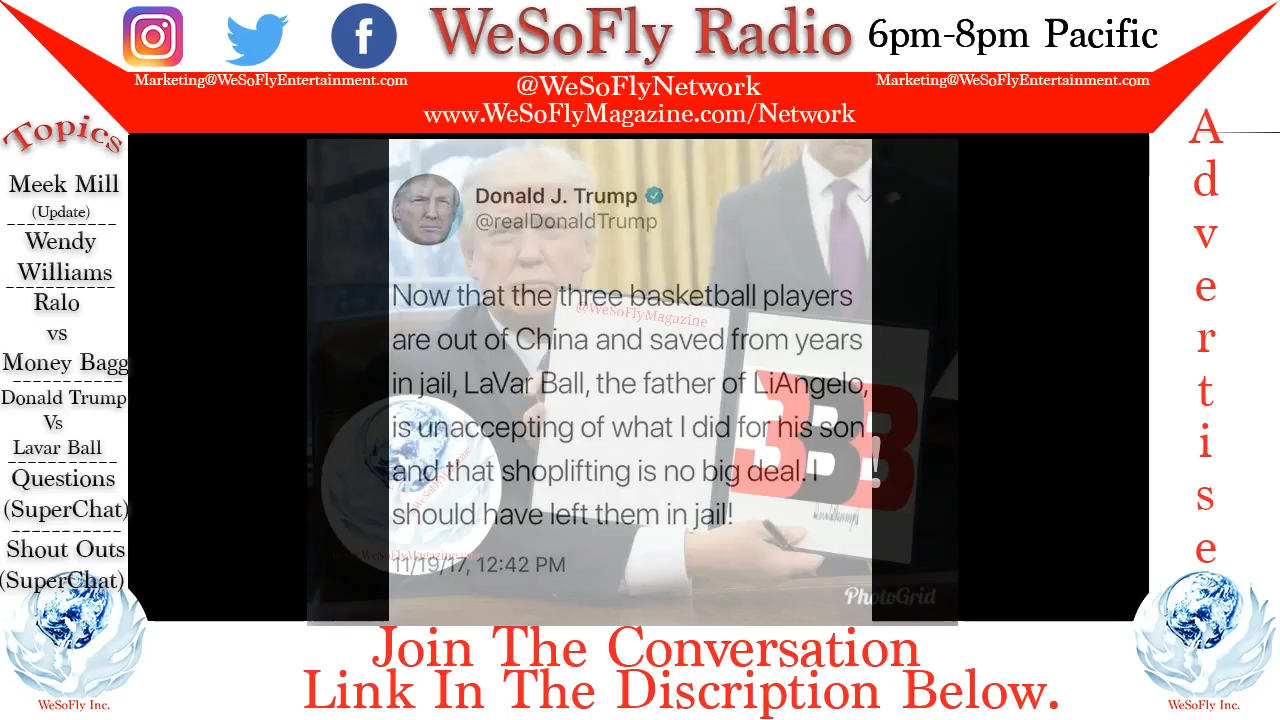 WeSoFly Radio
6pm-8pm Pacific
Marketing@WeSoFlyEntertainment.com
@WeSoFlyNetwork
Marketing@WeSoFlyEntertainment.com
www.WeSoFlyMagazine.com/Network
Topics
Meek Mill
(Update)
Wendy
Williams
Ralo
vs
Money Bagg
Donald Trump
Vs
Lavar Ball
Questions
(SuperChat)
Shout Outs
(SuperChat)
WeSoFly Inc.
Donald J. Trump
@realDonaldTrump
Now that the three basketball players
are out of China and saved from years
in jail, LaVar Ball, the father of LiAngelo,
is unaccepting of what I did for his son
and that shoplifting is no big deal. I
should have left them in jail!
11/19/17, 12:42 PM
@WeSoFlyMagazine
BBB
!
www.WeSoFlyMagazine.com
PhotoGrid
Advertise
WeSoFly Inc.
Join The Conversation
Link In The Discription Below.